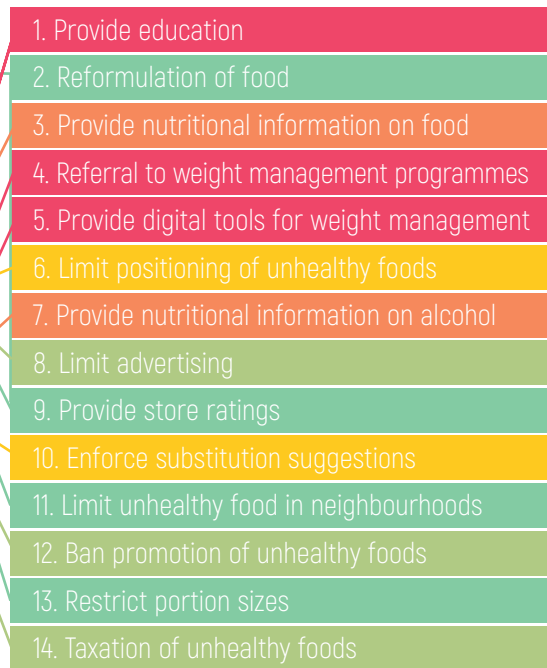 1. Provide education
2. Reformulation of food
3. Provide nutritional information on food
4. Referral to weight management programmes
5. Provide digital tools for weight management
6. Limit positioning of unhealthy foods
7. Provide nutritional information on alcohol
8. Limit advertising
9. Provide store ratings
10. Enforce substitution suggestions
11. Limit unhealthy food in neighbourhoods
12. Ban promotion of unhealthy foods
13. Restrict portion sizes
14. Taxation of unhealthy foods